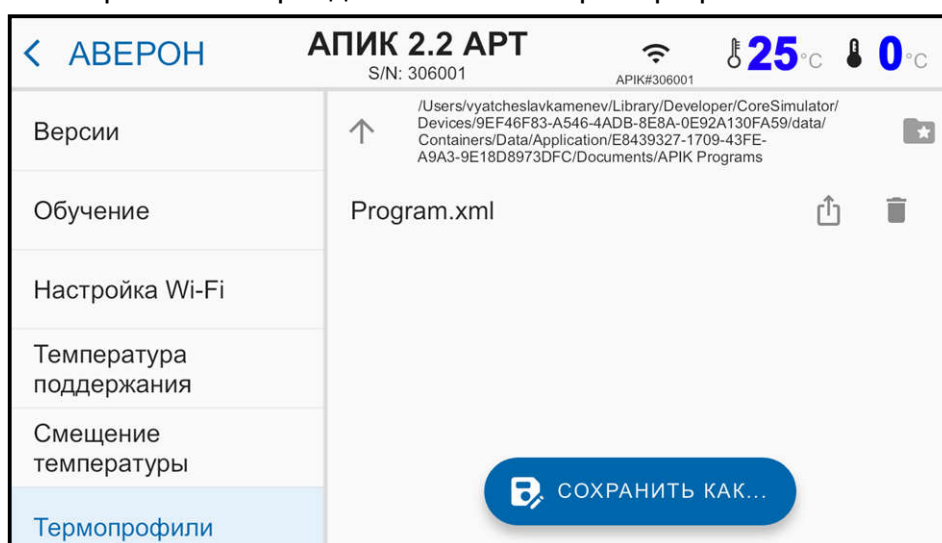 АВЕРОН
АПИК 2.2 АРТ
S/N: 306001
APIK#306001
25°C
0°C
Версии
Обучение
Настройка Wi-Fi
Температура
поддержания
Смещение
температуры
Термопрофили
/Users/vyatcheslavkamenev/Library/Developer/CoreSimulator/
Devices/9EF46F83-A546-4ADB-8E8A-0E92A130FA59/data/
Containers/Data/Application/E8439327-1709-43FE-
A9A3-9E18D8973DFC/Documents/APIK Programs
Program.xml
СОХРАНИТЬ КАК...